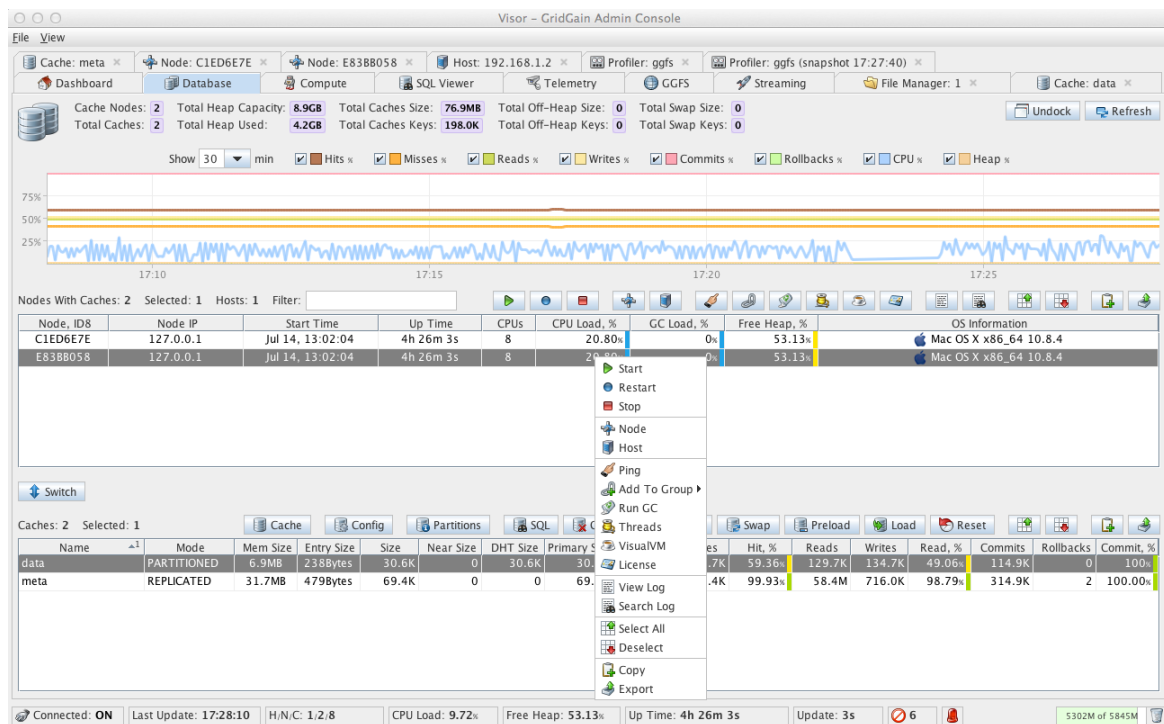 Visor – GridGain Admin Console
File View
Cache: meta × Node: C1ED6E7E × Node: E83BB058 × Host: 192.168.1.2 × Profiler: ggfs × Profiler: ggfs (snapshot 17:27:40) ×
Dashboard Database Compute SQL Viewer Telemetry GGFS Streaming File Manager: 1 × Cache: data ×
Cache Nodes: 2 Total Heap Capacity: 8.9GB Total Caches Size: 76.9MB Total Off-Heap Size: 0 Total Swap Size: 0 Undock Refresh
Total Caches: 2 Total Heap Used: 4.2GB Total Caches Keys: 198.0K Total Off-Heap Keys: 0 Total Swap Keys: 0
Show 30 min Hits % Misses % Reads % Writes % Commits % Rollbacks % CPU % Heap %
75%
50%
25%
17:10 17:15 17:20 17:25
Nodes With Caches: 2 Selected: 1 Hosts: 1 Filter:
Node, ID8 Node IP Start Time Up Time CPUs CPU Load, % GC Load, % Free Heap, % OS Information
C1ED6E7E 127.0.0.1 Jul 14, 13:02:04 4h 26m 3s 8 20.80% 0% 53.13% Mac OS X x86_64 10.8.4
E83BB058 127.0.0.1 Jul 14, 13:02:04 4h 26m 3s 8 20.80 0% 53.13% Mac OS X x86_64 10.8.4
Start
Restart
Stop
Node
Host
Ping
Add To Group
Run GC
Threads
VisualVM
License
View Log
Search Log
Select All
Deselect
Copy
Export
Switch
Caches: 2 Selected: 1 Cache Config Partitions SQL Swap Preload Load Reset
Name 1 Mode Mem Size Entry Size Size Near Size DHT Size Primary Hit, % Reads Writes Read, % Commits Rollbacks Commit, %
data PARTITIONED 6.9MB 238Bytes 30.6K 0 30.6K 30. .7K 59.36% 129.7K 134.7K 49.06% 114.9K 0 100%
meta REPLICATED 31.7MB 479Bytes 69.4K 0 0 69. .4K 99.93% 58.4M 716.0K 98.79% 314.9K 2 100.00%
Connected: ON Last Update: 17:28:10 H/N/C: 1/2/8 CPU Load: 9.72% Free Heap: 53.13% Up Time: 4h 26m 3s Update: 3s 6 5302M of 5845M